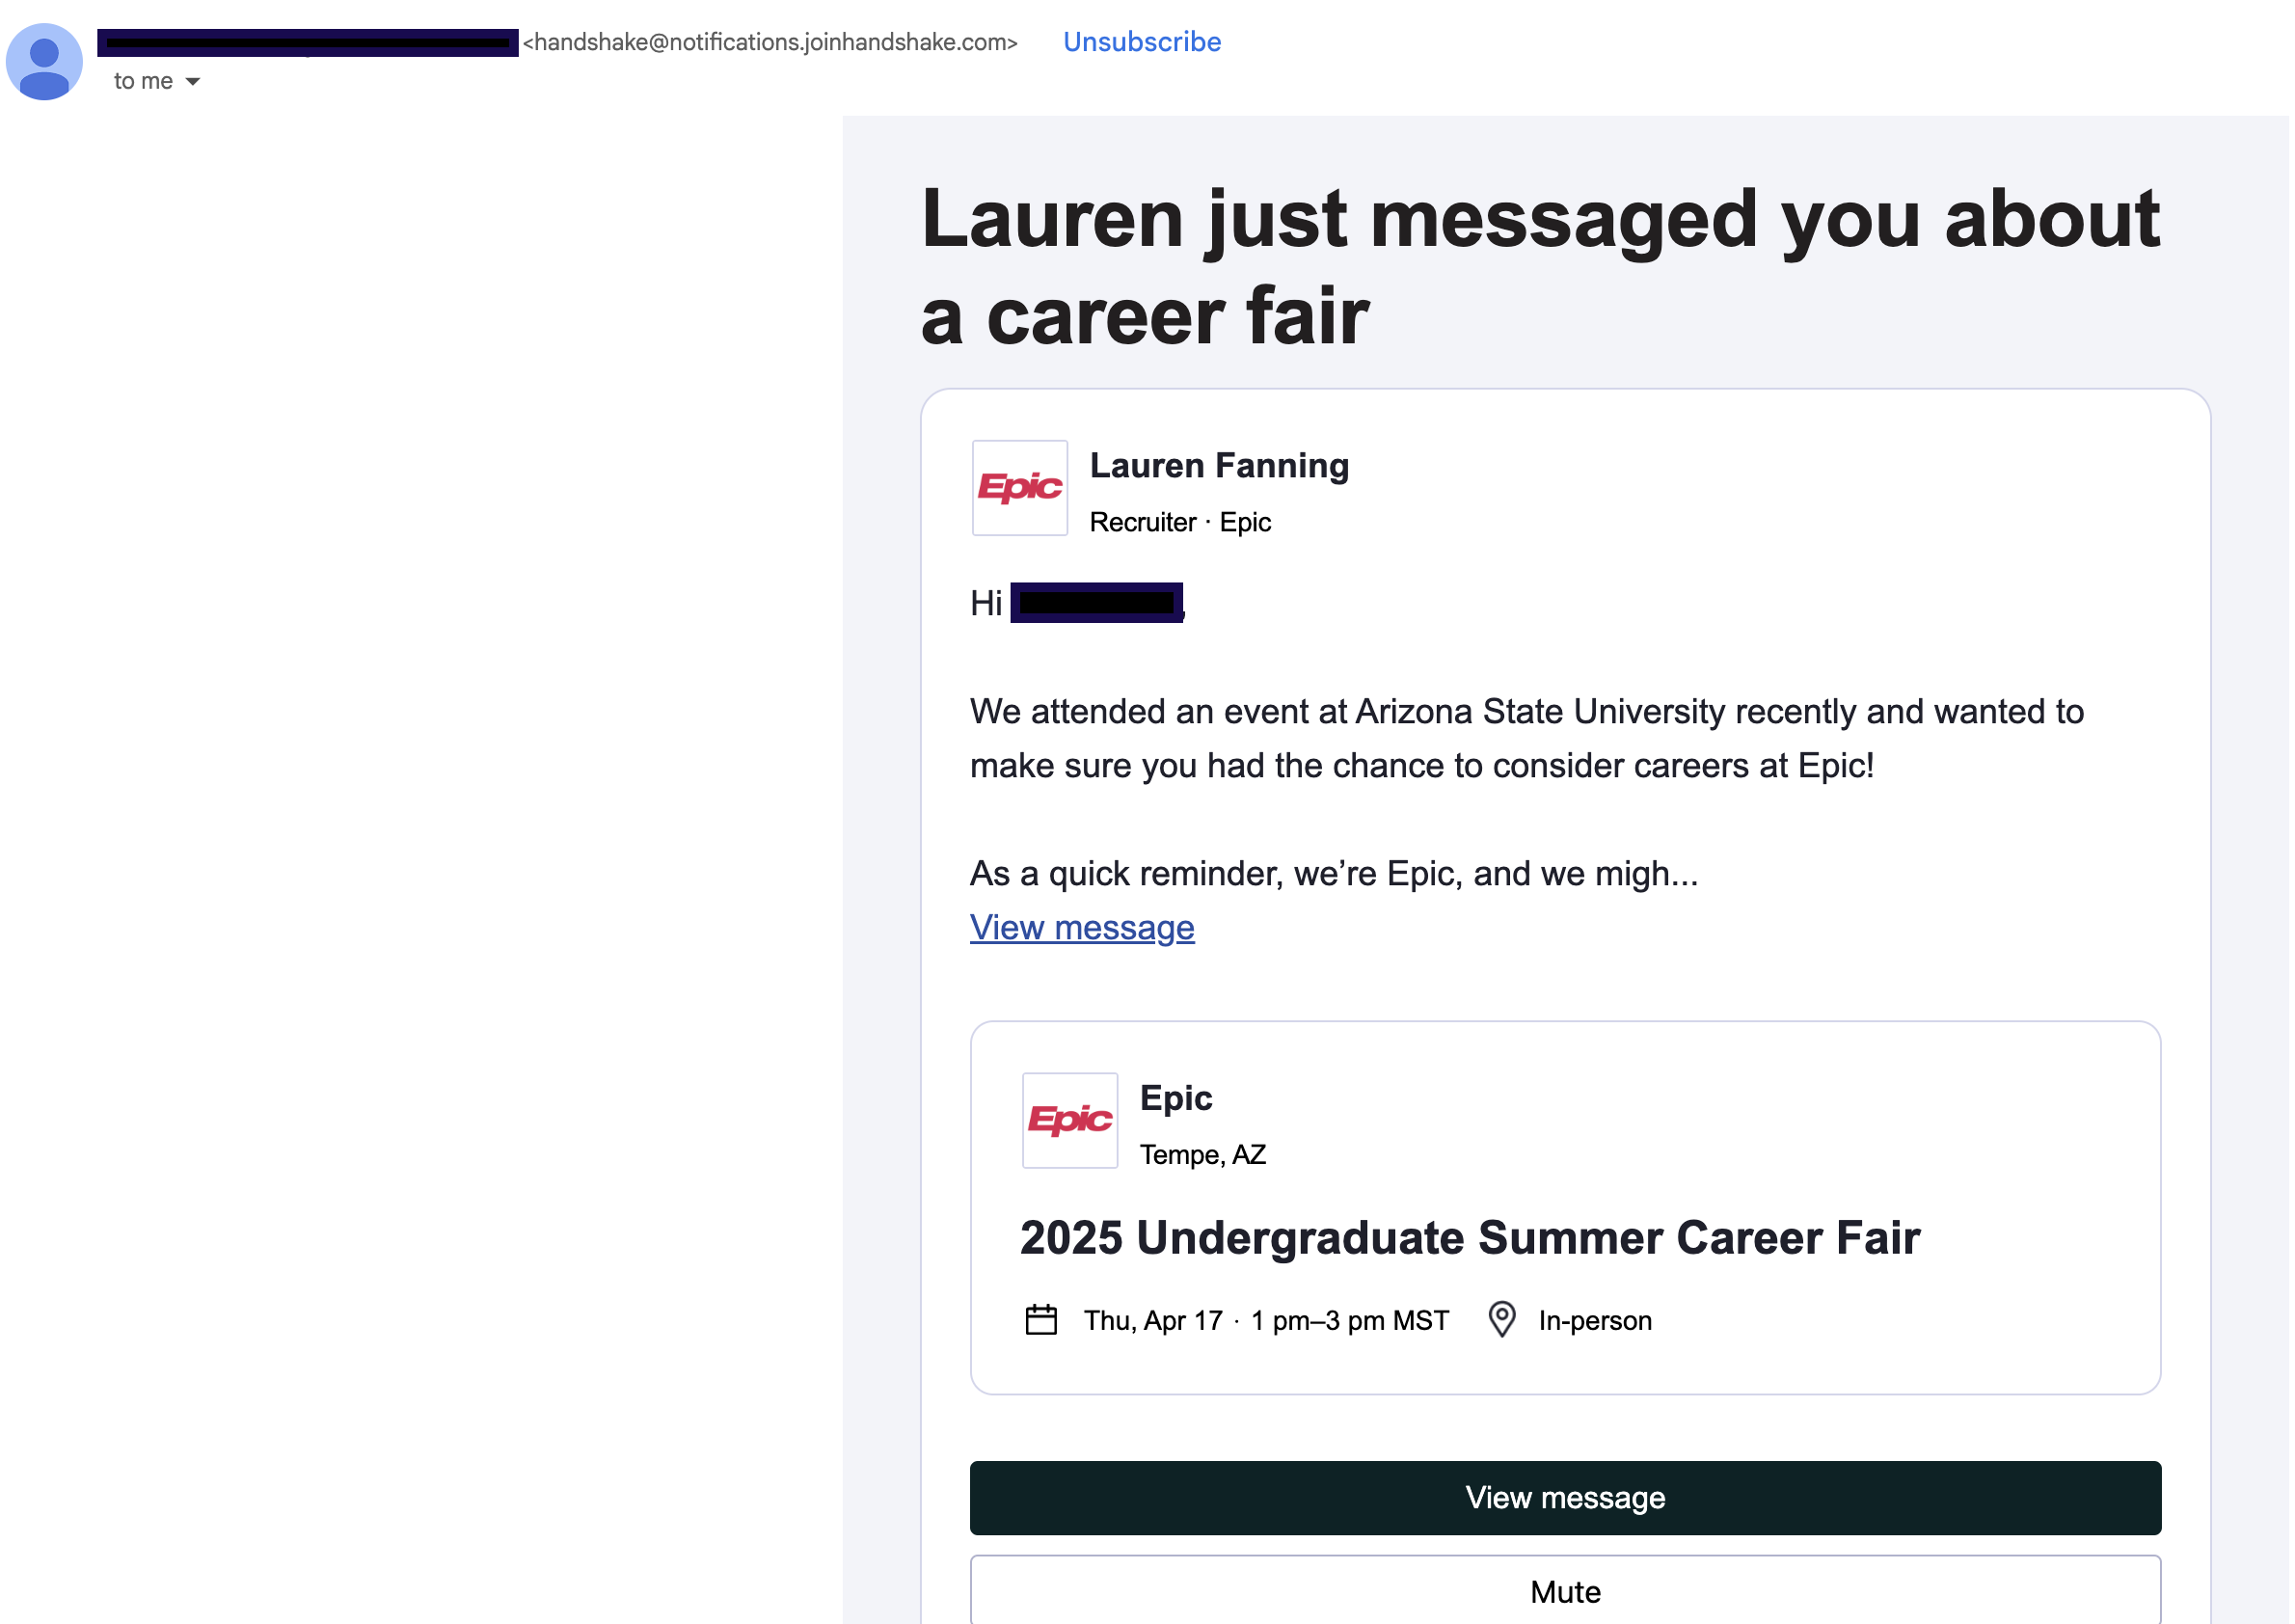 <handshake@notifications.joinhandshake.com> Unsubscribe
to me
Lauren just messaged you about
a career fair
Epic
Lauren Fanning
Recruiter · Epic
Hi ,
We attended an event at Arizona State University recently and wanted to
make sure you had the chance to consider careers at Epic!
As a quick reminder, we’re Epic, and we migh...
View message
Epic
Epic
Tempe, AZ
2025 Undergraduate Summer Career Fair
Thu, Apr 17 · 1 pm–3 pm MST In-person
View message
Mute